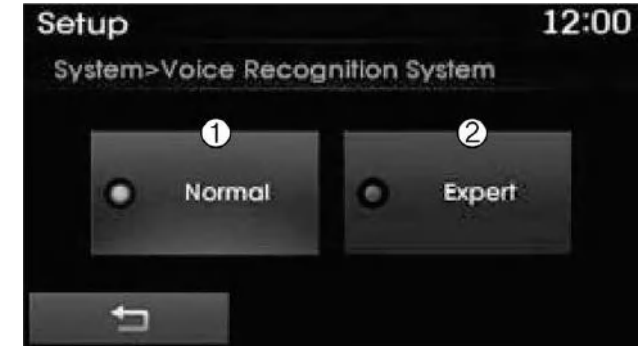 Setup 12:00
System>Voice Recognition System
① ②
Normal Expert